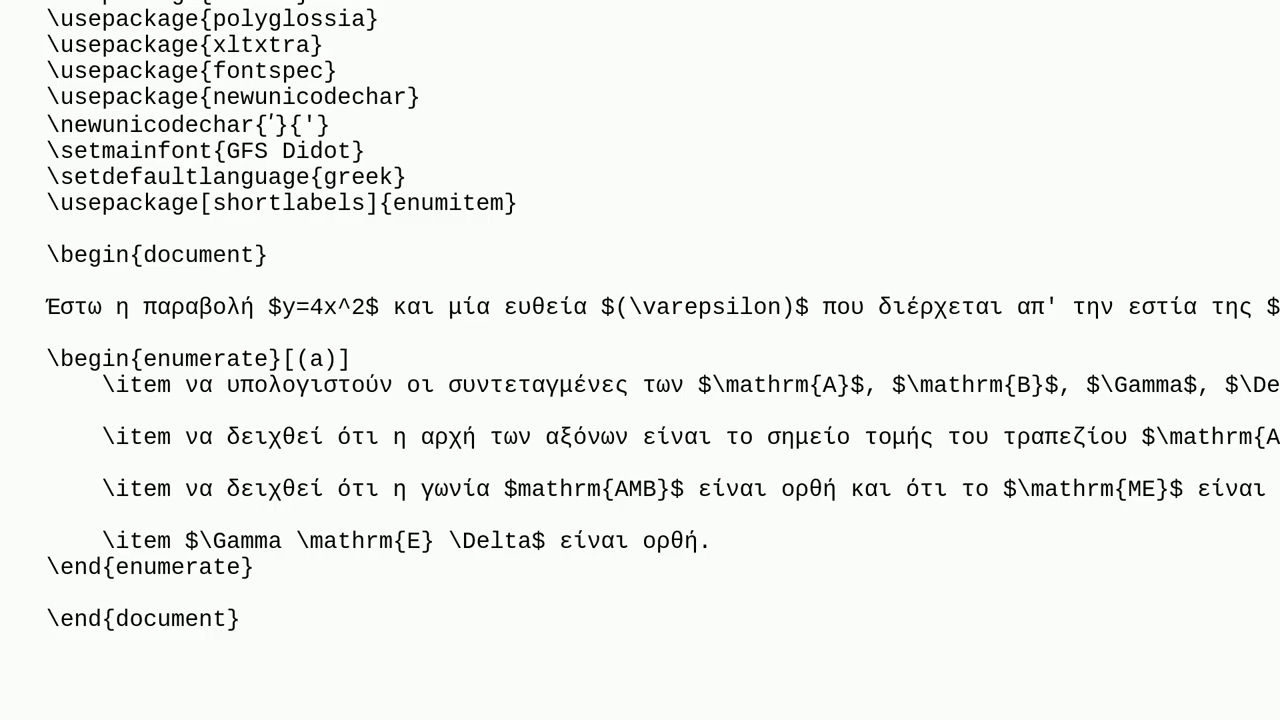 \usepackage{polyglossia}
\usepackage{xltxtra}
\usepackage{fontspec}
\usepackage{newunicodechar}
\newunicodechar{ʹ}{'}
\setmainfont{GFS Didot}
\setdefaultlanguage{greek}
\usepackage[shortlabels]{enumitem}
\begin{document}
Έστω η παραβολή $y=4x^2$ και μία ευθεία $(\varepsilon)$ που διέρχεται απ' την εστία της $
\begin{enumerate}[(a)]
\item να υπολογιστούν οι συντεταγμένες των $\mathrm{A}$, $\mathrm{B}$, $\Gamma$, $\De
\item να δειχθεί ότι η αρχή των αξόνων είναι το σημείο τομής του τραπεζίου $\mathrm{A
\item να δειχθεί ότι η γωνία $mathrm{AMB}$ είναι ορθή και ότι το $\mathrm{ME}$ είναι
\item $\Gamma \mathrm{E} \Delta$ είναι ορθή.
\end{enumerate}
\end{document}